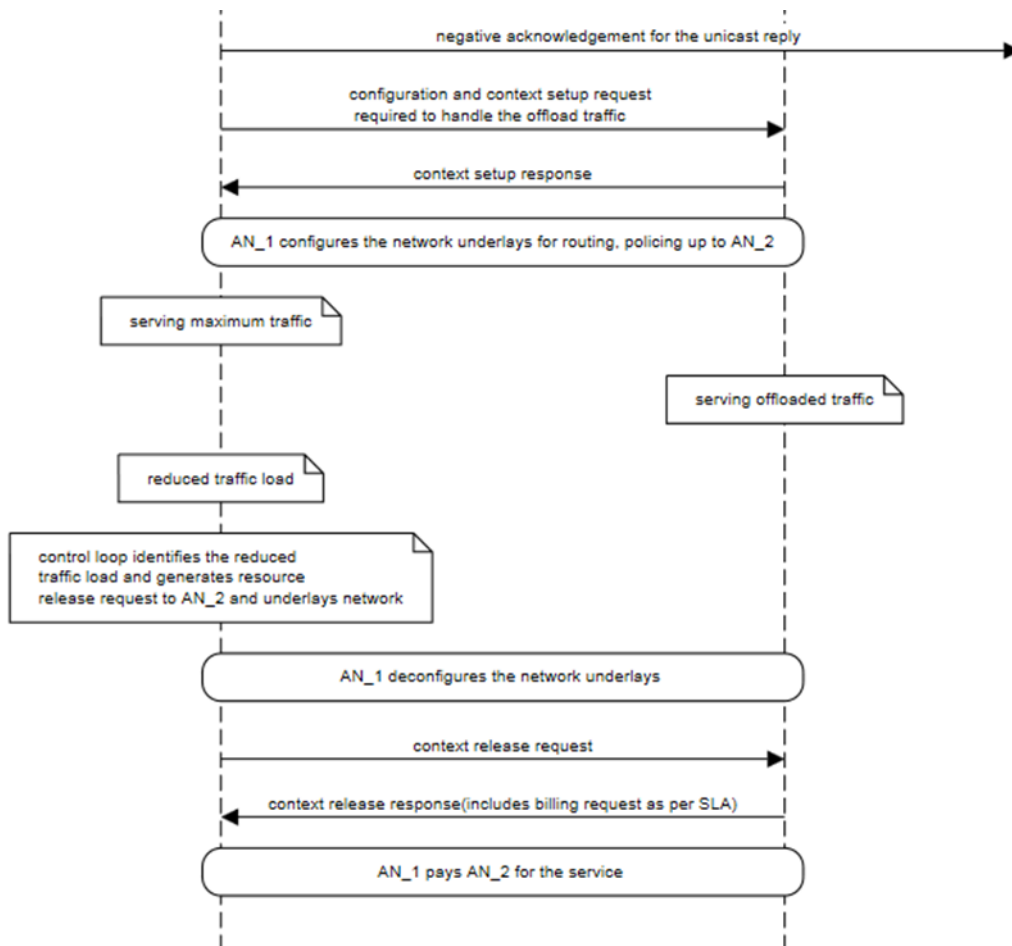 negative acknowledgement for the unicast reply
configuration and context setup request
required to handle the offload traffic
context setup response
AN_1 configures the network underlays for routing, policing up to AN_2
serving maximum traffic
serving offloaded traffic
reduced traffic load
control loop identifies the reduced
traffic load and generates resource
release request to AN_2 and underlays network
AN_1 deconfigures the network underlays
context release request
context release response(includes billing request as per SLA)
AN_1 pays AN_2 for the service